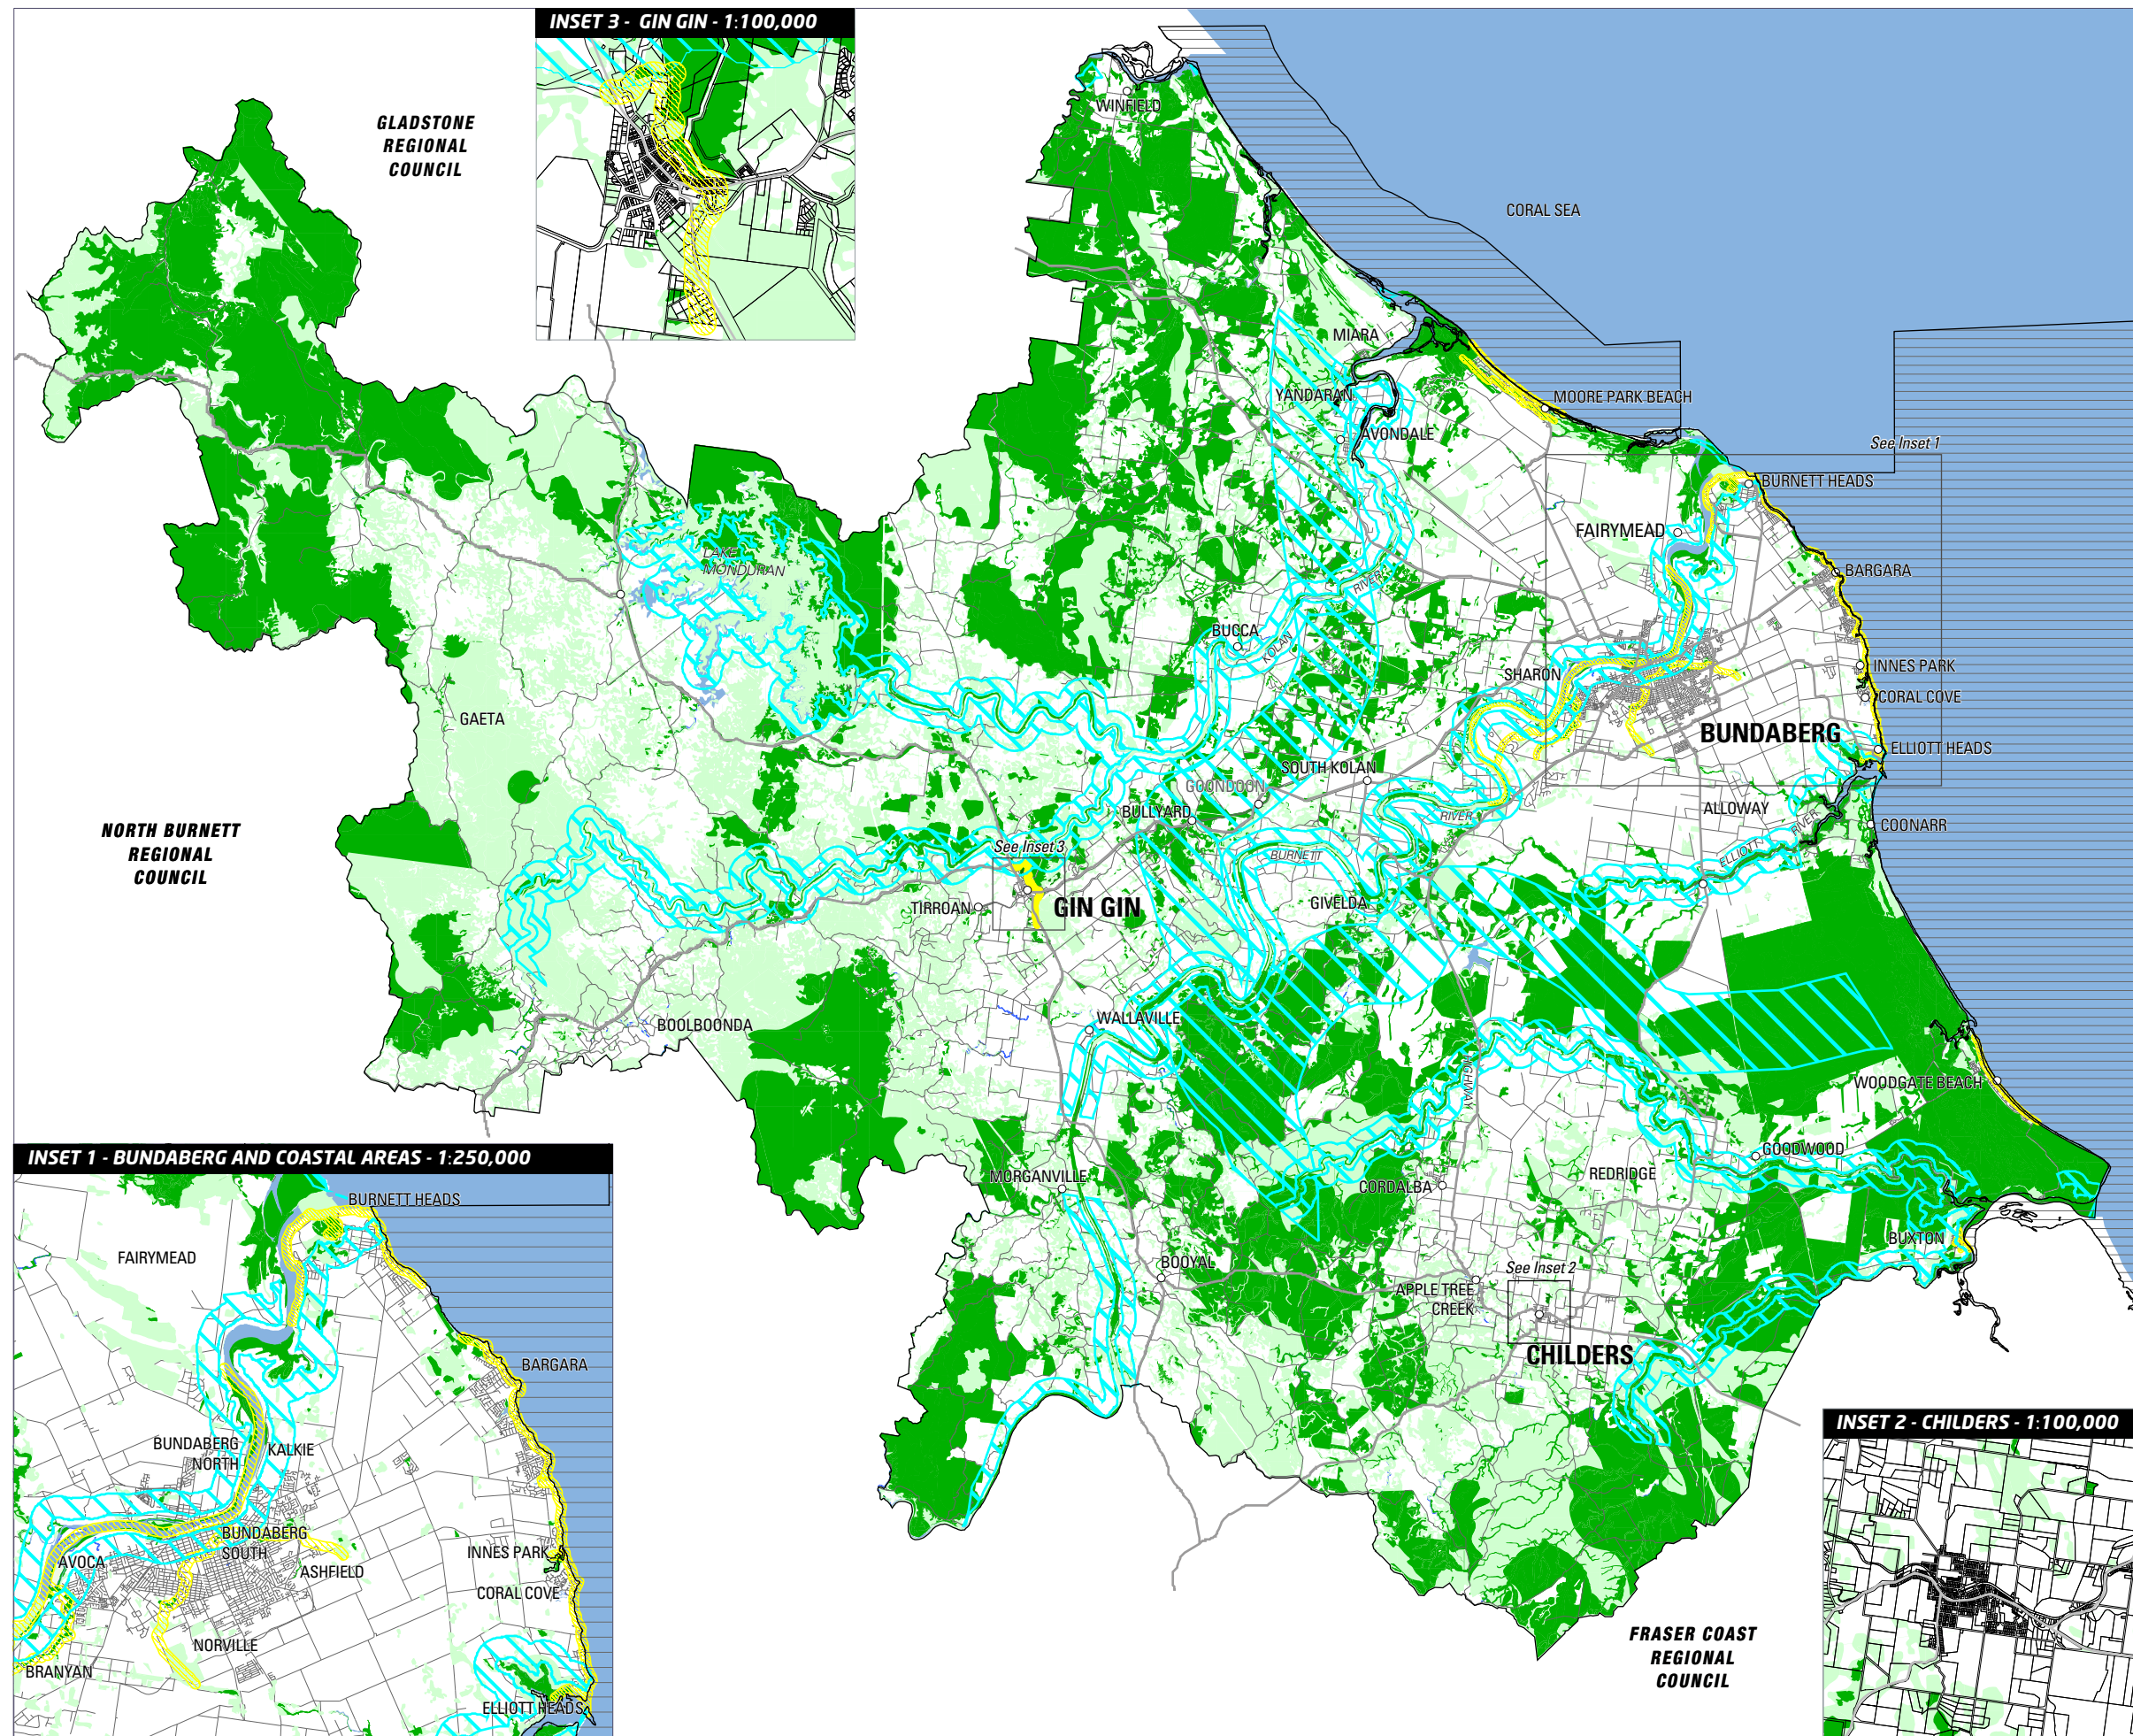 INSET 3 - GIN GIN - 1:100,000
GLADSTONE
REGIONAL
COUNCIL
WINFIELD
CORAL SEA
MIARA
YANDARAN
MOORE PARK BEACH
AVONDALE
See Inset 1
BURNETT HEADS
FAIRYMEAD
LAKE
MONDURAN
BARGARA
RIVER
BUCCA
KOLAN
INNES PARK
SHARON
CORAL COVE
GAETA
BUNDABERG
ELLIOTT HEADS
SOUTH KOLAN
GOONDOON
BULLYARD
ALLOWAY
RIVER
COONARR
RIVER
NORTH BURNETT
REGIONAL
COUNCIL
See Inset 3
BURNETT
ELLIOTT
TIRROAN
GIN GIN
GIVELDA
WALLAVILLE
BOOLBOONDA
HIGHWAY
WOODGATE BEACH
GOODWOOD
MORGANVILLE
REDRIDGE
CORDALBA
BUXTON
BOOYAL
See Inset 2
APPLE TREE
CREEK
CHILDERS
INSET 1 - BUNDABERG AND COASTAL AREAS - 1:250,000
BURNETT HEADS
FAIRYMEAD
BARGARA
BUNDABERG
NORTH
KALKIE
BUNDABERG
SOUTH
AVOCA
ASHFIELD
INNES PARK
CORAL COVE
NORVILLE
BRANYAN
ELLIOTT HEADS
INSET 2 - CHILDERS - 1:100,000
FRASER COAST
REGIONAL
COUNCIL